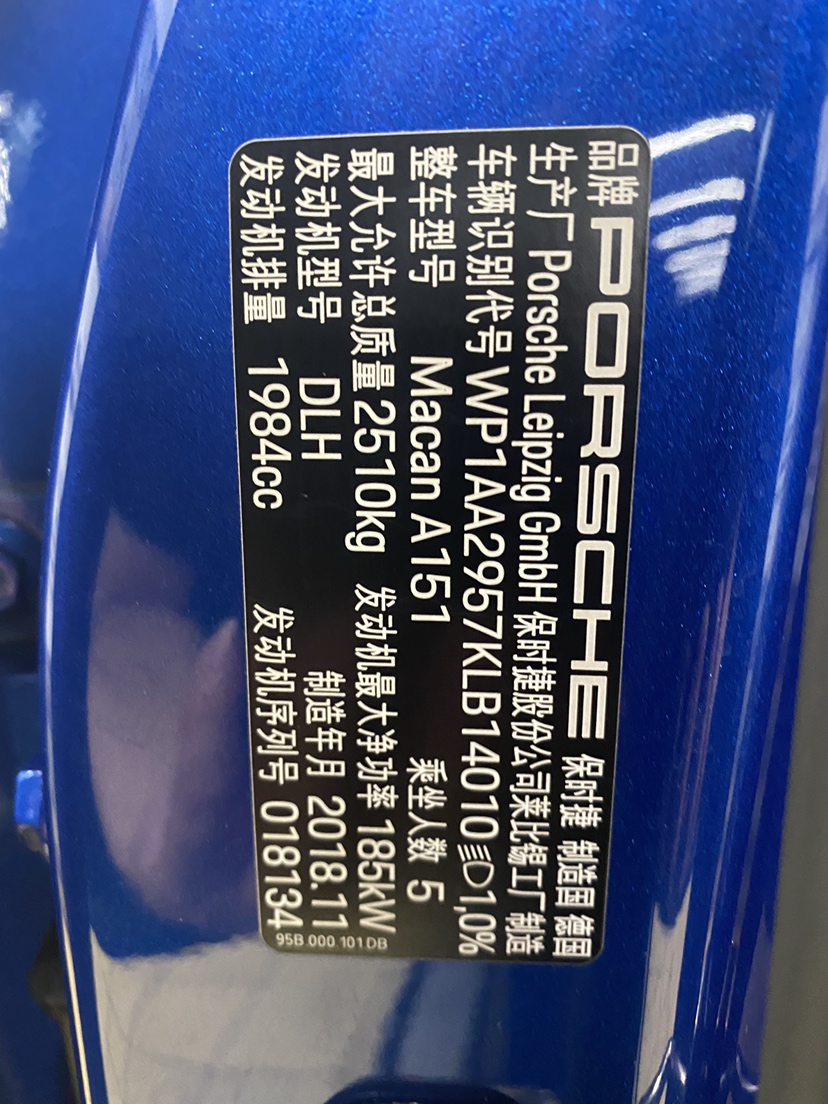 品牌 PORSCHE 保时捷 制造国 德国
生产厂 Porsche Leipzig GmbH 保时捷股份公司莱比锡工厂制造
车辆识别代号 WP1AA2957KLB14010 1,0%
整车型号 Macan A151 乘坐人数 5
最大允许总质量 2510kg 发动机最大净功率 185kW
发动机型号 DLH 制造年月 2018.11
发动机排量 1984cc 发动机序列号 018134
95B.000.101 DB